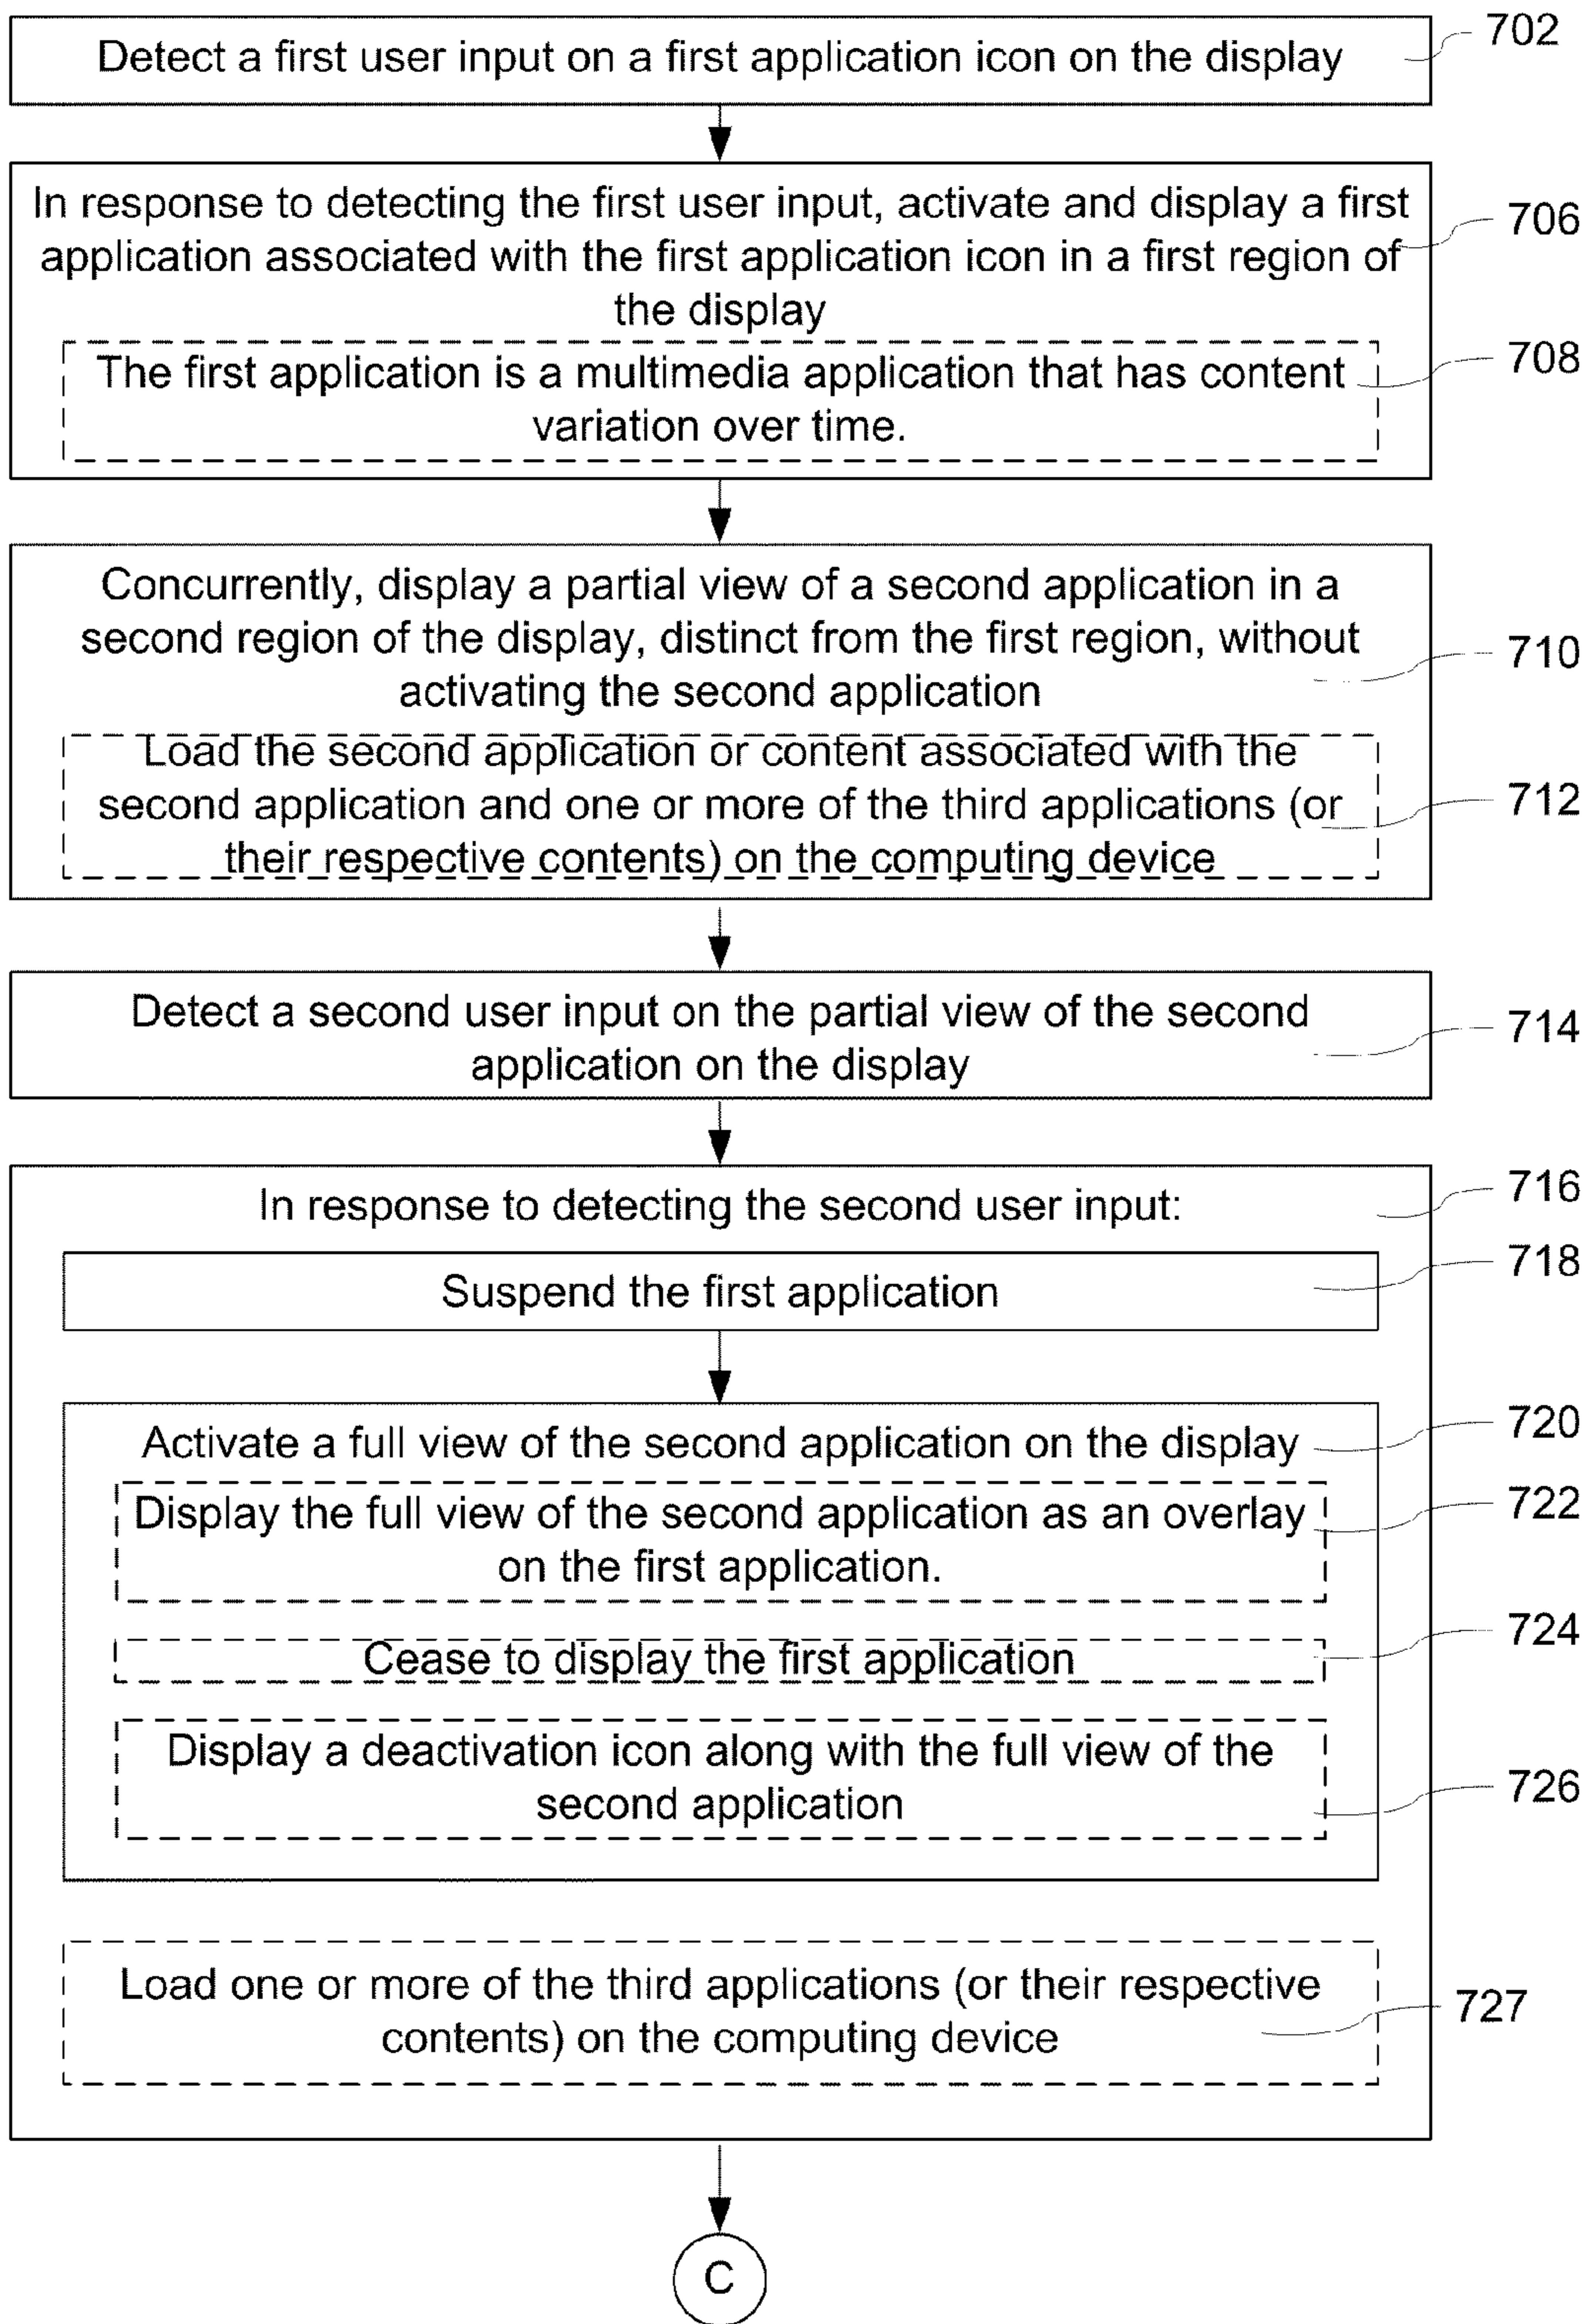 Detect a first user input on a first application icon on the display
702
In response to detecting the first user input, activate and display a first
application associated with the first application icon in a first region of
the display
706
The first application is a multimedia application that has content
variation over time.
708
Concurrently, display a partial view of a second application in a
second region of the display, distinct from the first region, without
activating the second application
710
Load the second application or content associated with the
second application and one or more of the third applications (or
their respective contents) on the computing device
712
Detect a second user input on the partial view of the second
application on the display
714
In response to detecting the second user input:
716
Suspend the first application
718
Activate a full view of the second application on the display
720
Display the full view of the second application as an overlay
on the first application.
722
Cease to display the first application
724
Display a deactivation icon along with the full view of the
second application
726
Load one or more of the third applications (or their respective
contents) on the computing device
727
C